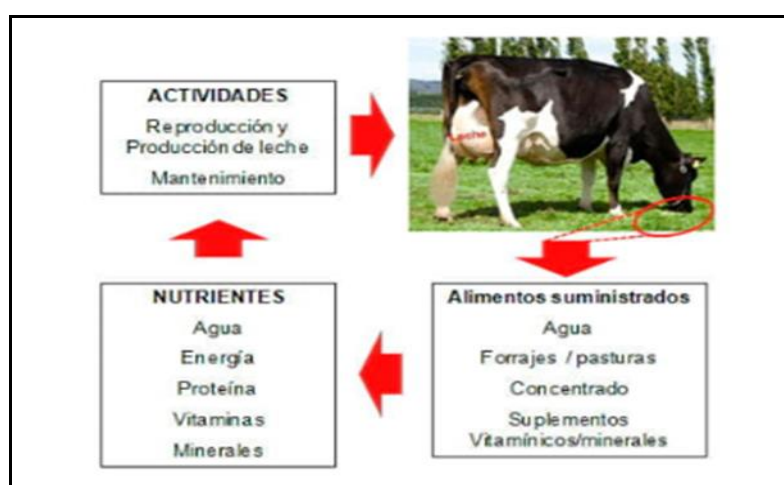 ACTIVIDADES
Reproducción y
Producción de leche
Mantenimiento
Leche
NUTRIENTES
Agua
Energía
Proteína
Vitaminas
Minerales
Alimentos suministrados
Agua
Forrajes / pasturas
Concentrado
Suplementos
Vitamínicos/minerales